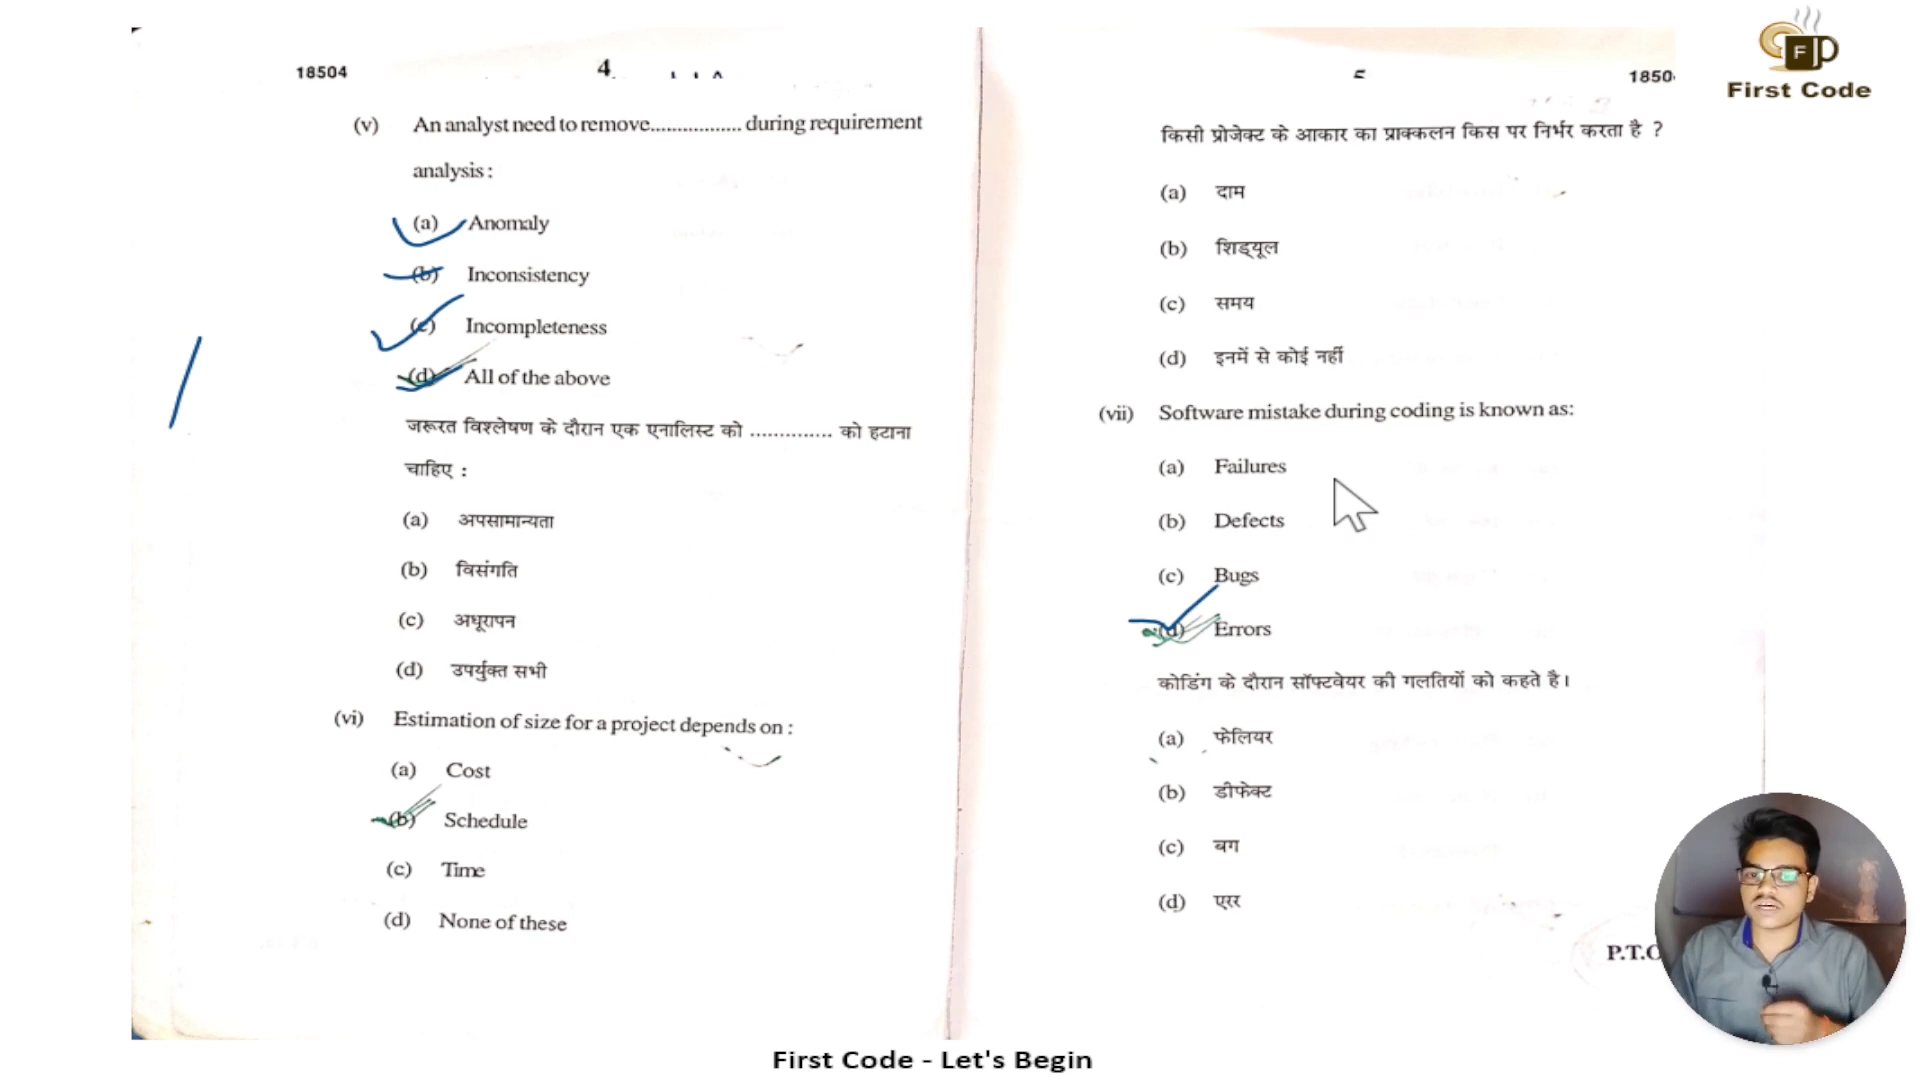 18504
4
(v) An analyst need to remove................. during requirement
analysis :
(a) Anomaly
(b) Inconsistency
(c) Incompleteness
(d) All of the above
जरूरत विश्लेषण के दौरान एक एनालिस्ट को .............. को हटाना
चाहिए :
(a) अपसामान्यता
(b) विसंगति
(c) अधूरापन
(d) उपर्युक्त सभी
(vi) Estimation of size for a project depends on :
(a) Cost
(b) Schedule
(c) Time
(d) None of these
5
1850
किसी प्रोजेक्ट के आकार का प्राक्कलन किस पर निर्भर करता है ?
(a) दाम
(b) शिड्यूल
(c) समय
(d) इनमें से कोई नहीं
(vii) Software mistake during coding is known as:
(a) Failures
(b) Defects
(c) Bugs
(d) Errors
कोडिंग के दौरान सॉफ्टवेयर की गलतियों को कहते है।
(a) फेलियर
(b) डीफेक्ट
(c) बग
(d) एरर
P.T.O
F
First Code
First Code - Let's Begin